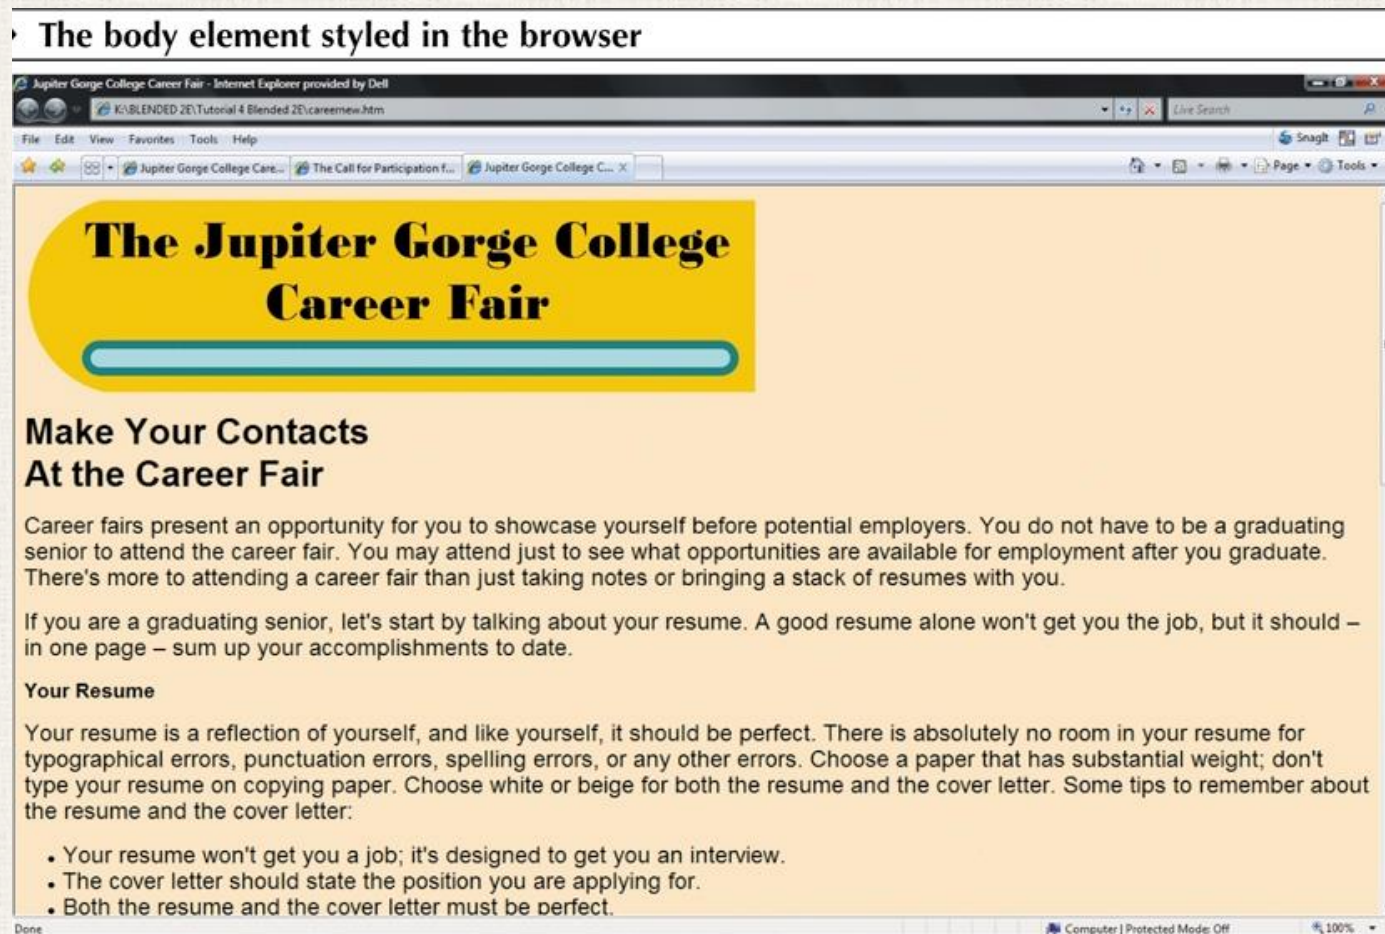 The body element styled in the browser
Jupiter Gorge College Career Fair - Internet Explorer provided by Dell
K:\BLENDED 2E\Tutorial 4 Blended 2E\careernew.htm
Live Search
File Edit View Favorites Tools Help
SnagIt
Jupiter Gorge College Care...
The Call for Participation f...
Jupiter Gorge College C...
Page
Tools
The Jupiter Gorge College
Career Fair
Make Your Contacts
At the Career Fair
Career fairs present an opportunity for you to showcase yourself before potential employers. You do not have to be a graduating
senior to attend the career fair. You may attend just to see what opportunities are available for employment after you graduate.
There's more to attending a career fair than just taking notes or bringing a stack of resumes with you.
If you are a graduating senior, let's start by talking about your resume. A good resume alone won't get you the job, but it should –
in one page – sum up your accomplishments to date.
Your Resume
Your resume is a reflection of yourself, and like yourself, it should be perfect. There is absolutely no room in your resume for
typographical errors, punctuation errors, spelling errors, or any other errors. Choose a paper that has substantial weight; don't
type your resume on copying paper. Choose white or beige for both the resume and the cover letter. Some tips to remember about
the resume and the cover letter:
• Your resume won't get you a job; it's designed to get you an interview.
• The cover letter should state the position you are applying for.
• Both the resume and the cover letter must be perfect.
Done
Computer | Protected Mode: Off
100%